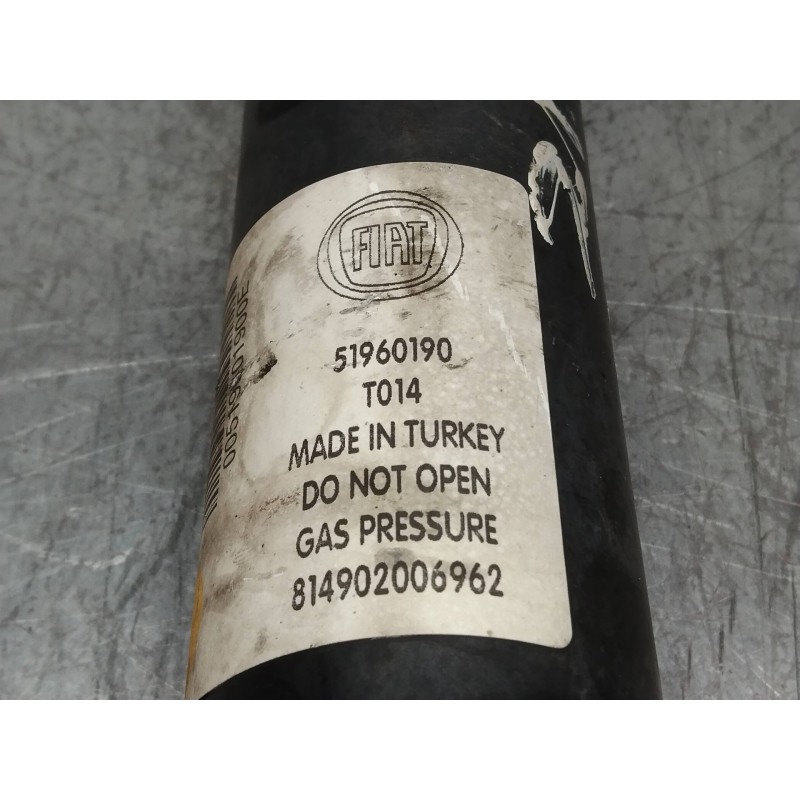 FIAT
51960190
T014
MADE IN TURKEY
DO NOT OPEN
GAS PRESSURE
814902006962